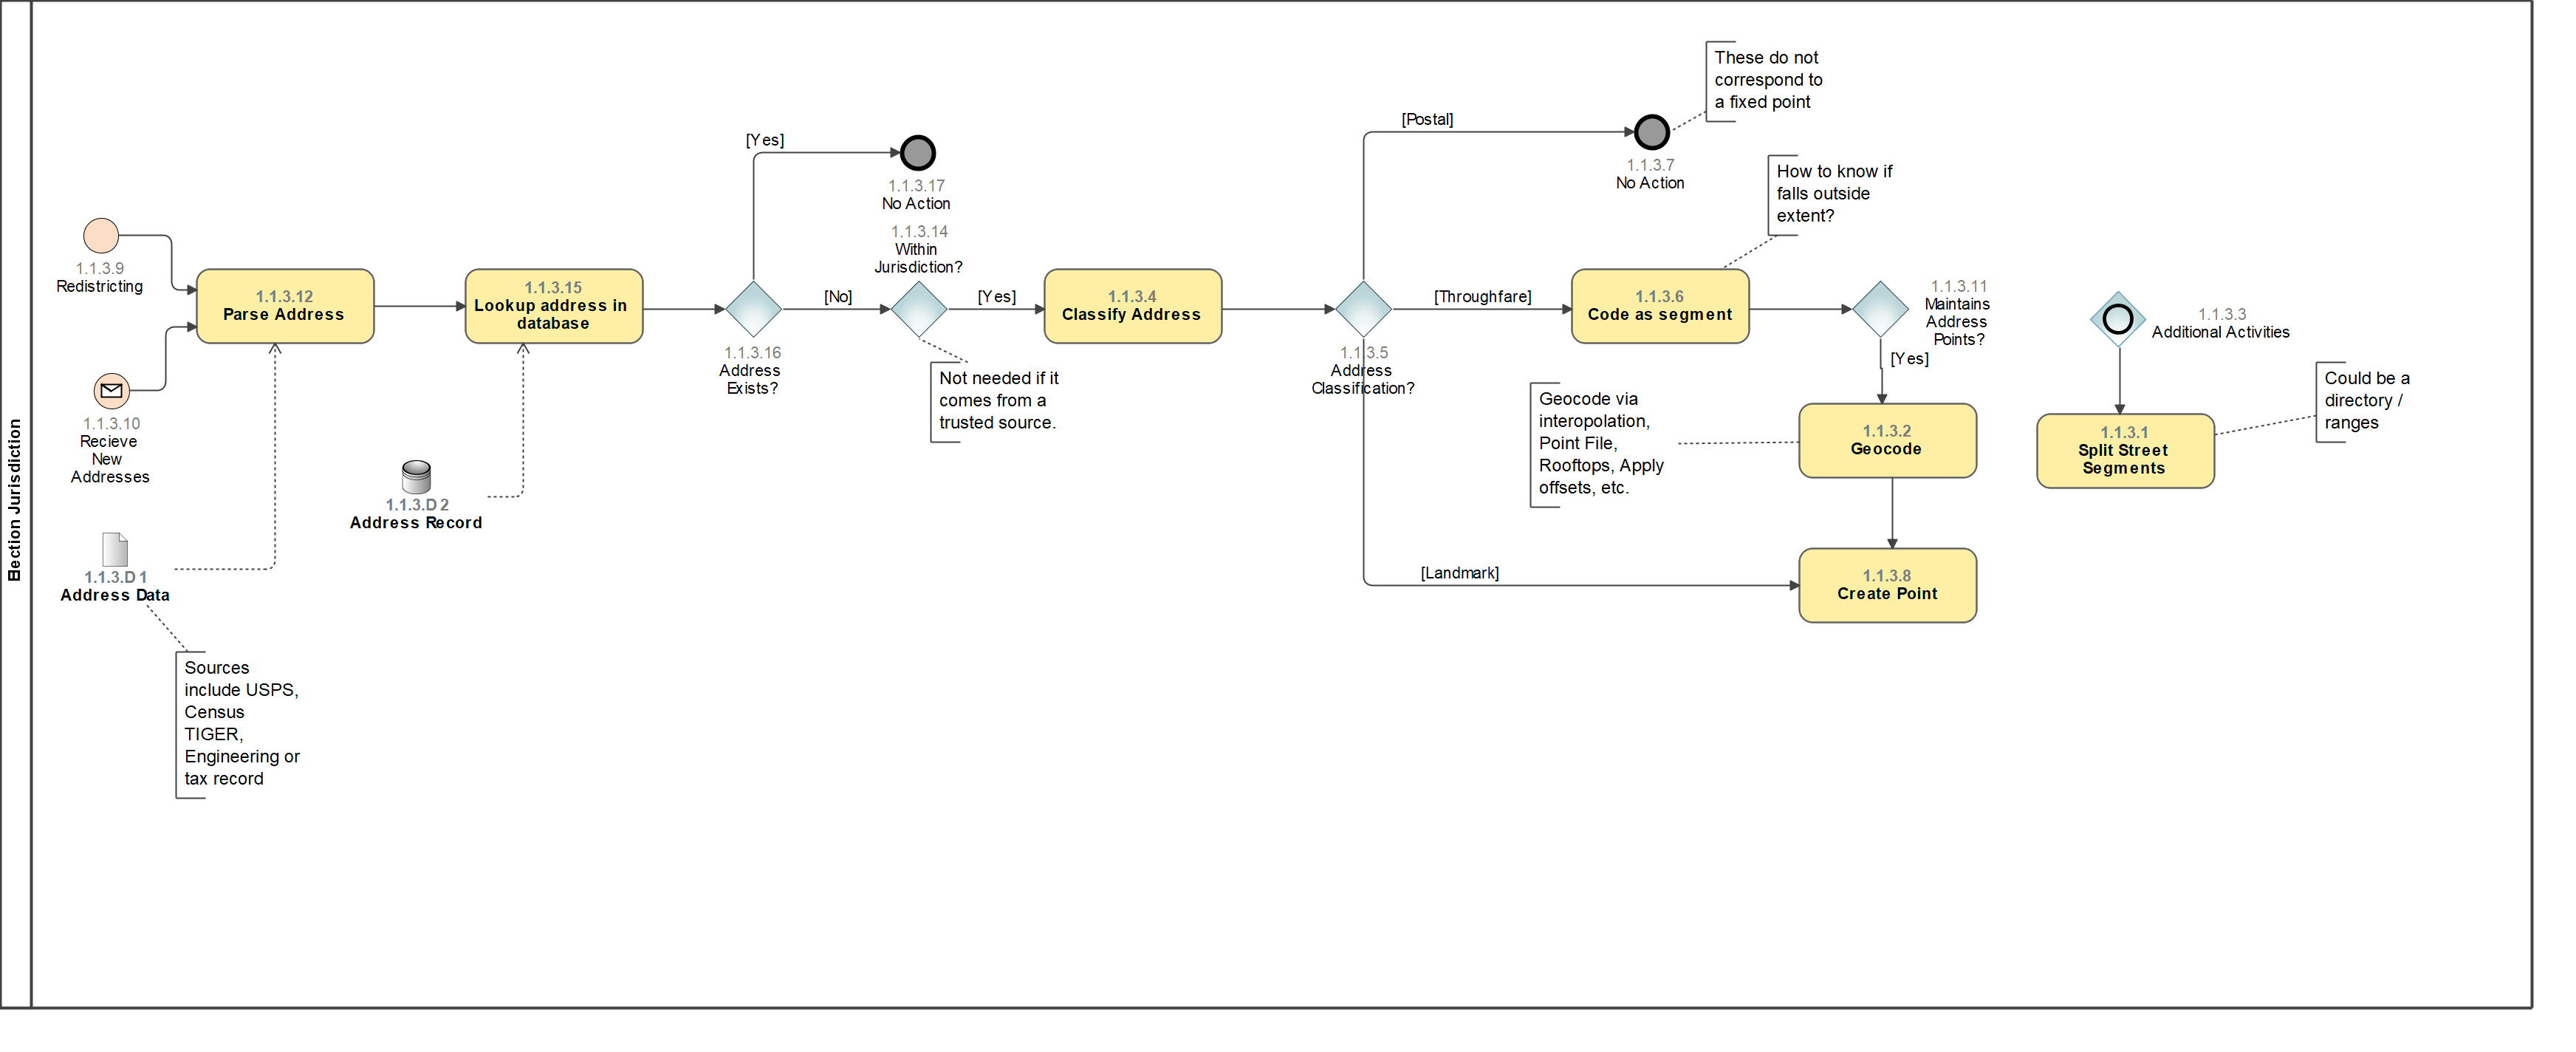 Election Jurisdiction
1.1.3.9
Redistricting
1.1.3.10
Recieve
New
Addresses
1.1.3.D1
Address Data
Sources
include USPS,
Census
TIGER,
Engineering or
tax record
1.1.3.12
Parse Address
1.1.3.D2
Address Record
1.1.3.15
Lookup address in
database
1.1.3.16
Address
Exists?
[Yes]
1.1.3.17
No Action
[No]
1.1.3.14
Within
Jurisdiction?
Not needed if it
comes from a
trusted source.
[Yes]
1.1.3.4
Classify Address
1.1.3.5
Address
Classification?
[Postal]
1.1.3.7
No Action
These do not
correspond to
a fixed point
[Throughfare]
1.1.3.6
Code as segment
How to know if
falls outside
extent?
1.1.3.11
Maintains
Address
Points?
[Yes]
1.1.3.2
Geocode
Geocode via
interpolation,
Point File,
Rooftops, Apply
offsets, etc.
[Landmark]
1.1.3.8
Create Point
1.1.3.3
Additional Activities
1.1.3.1
Split Street
Segments
Could be a
directory /
ranges